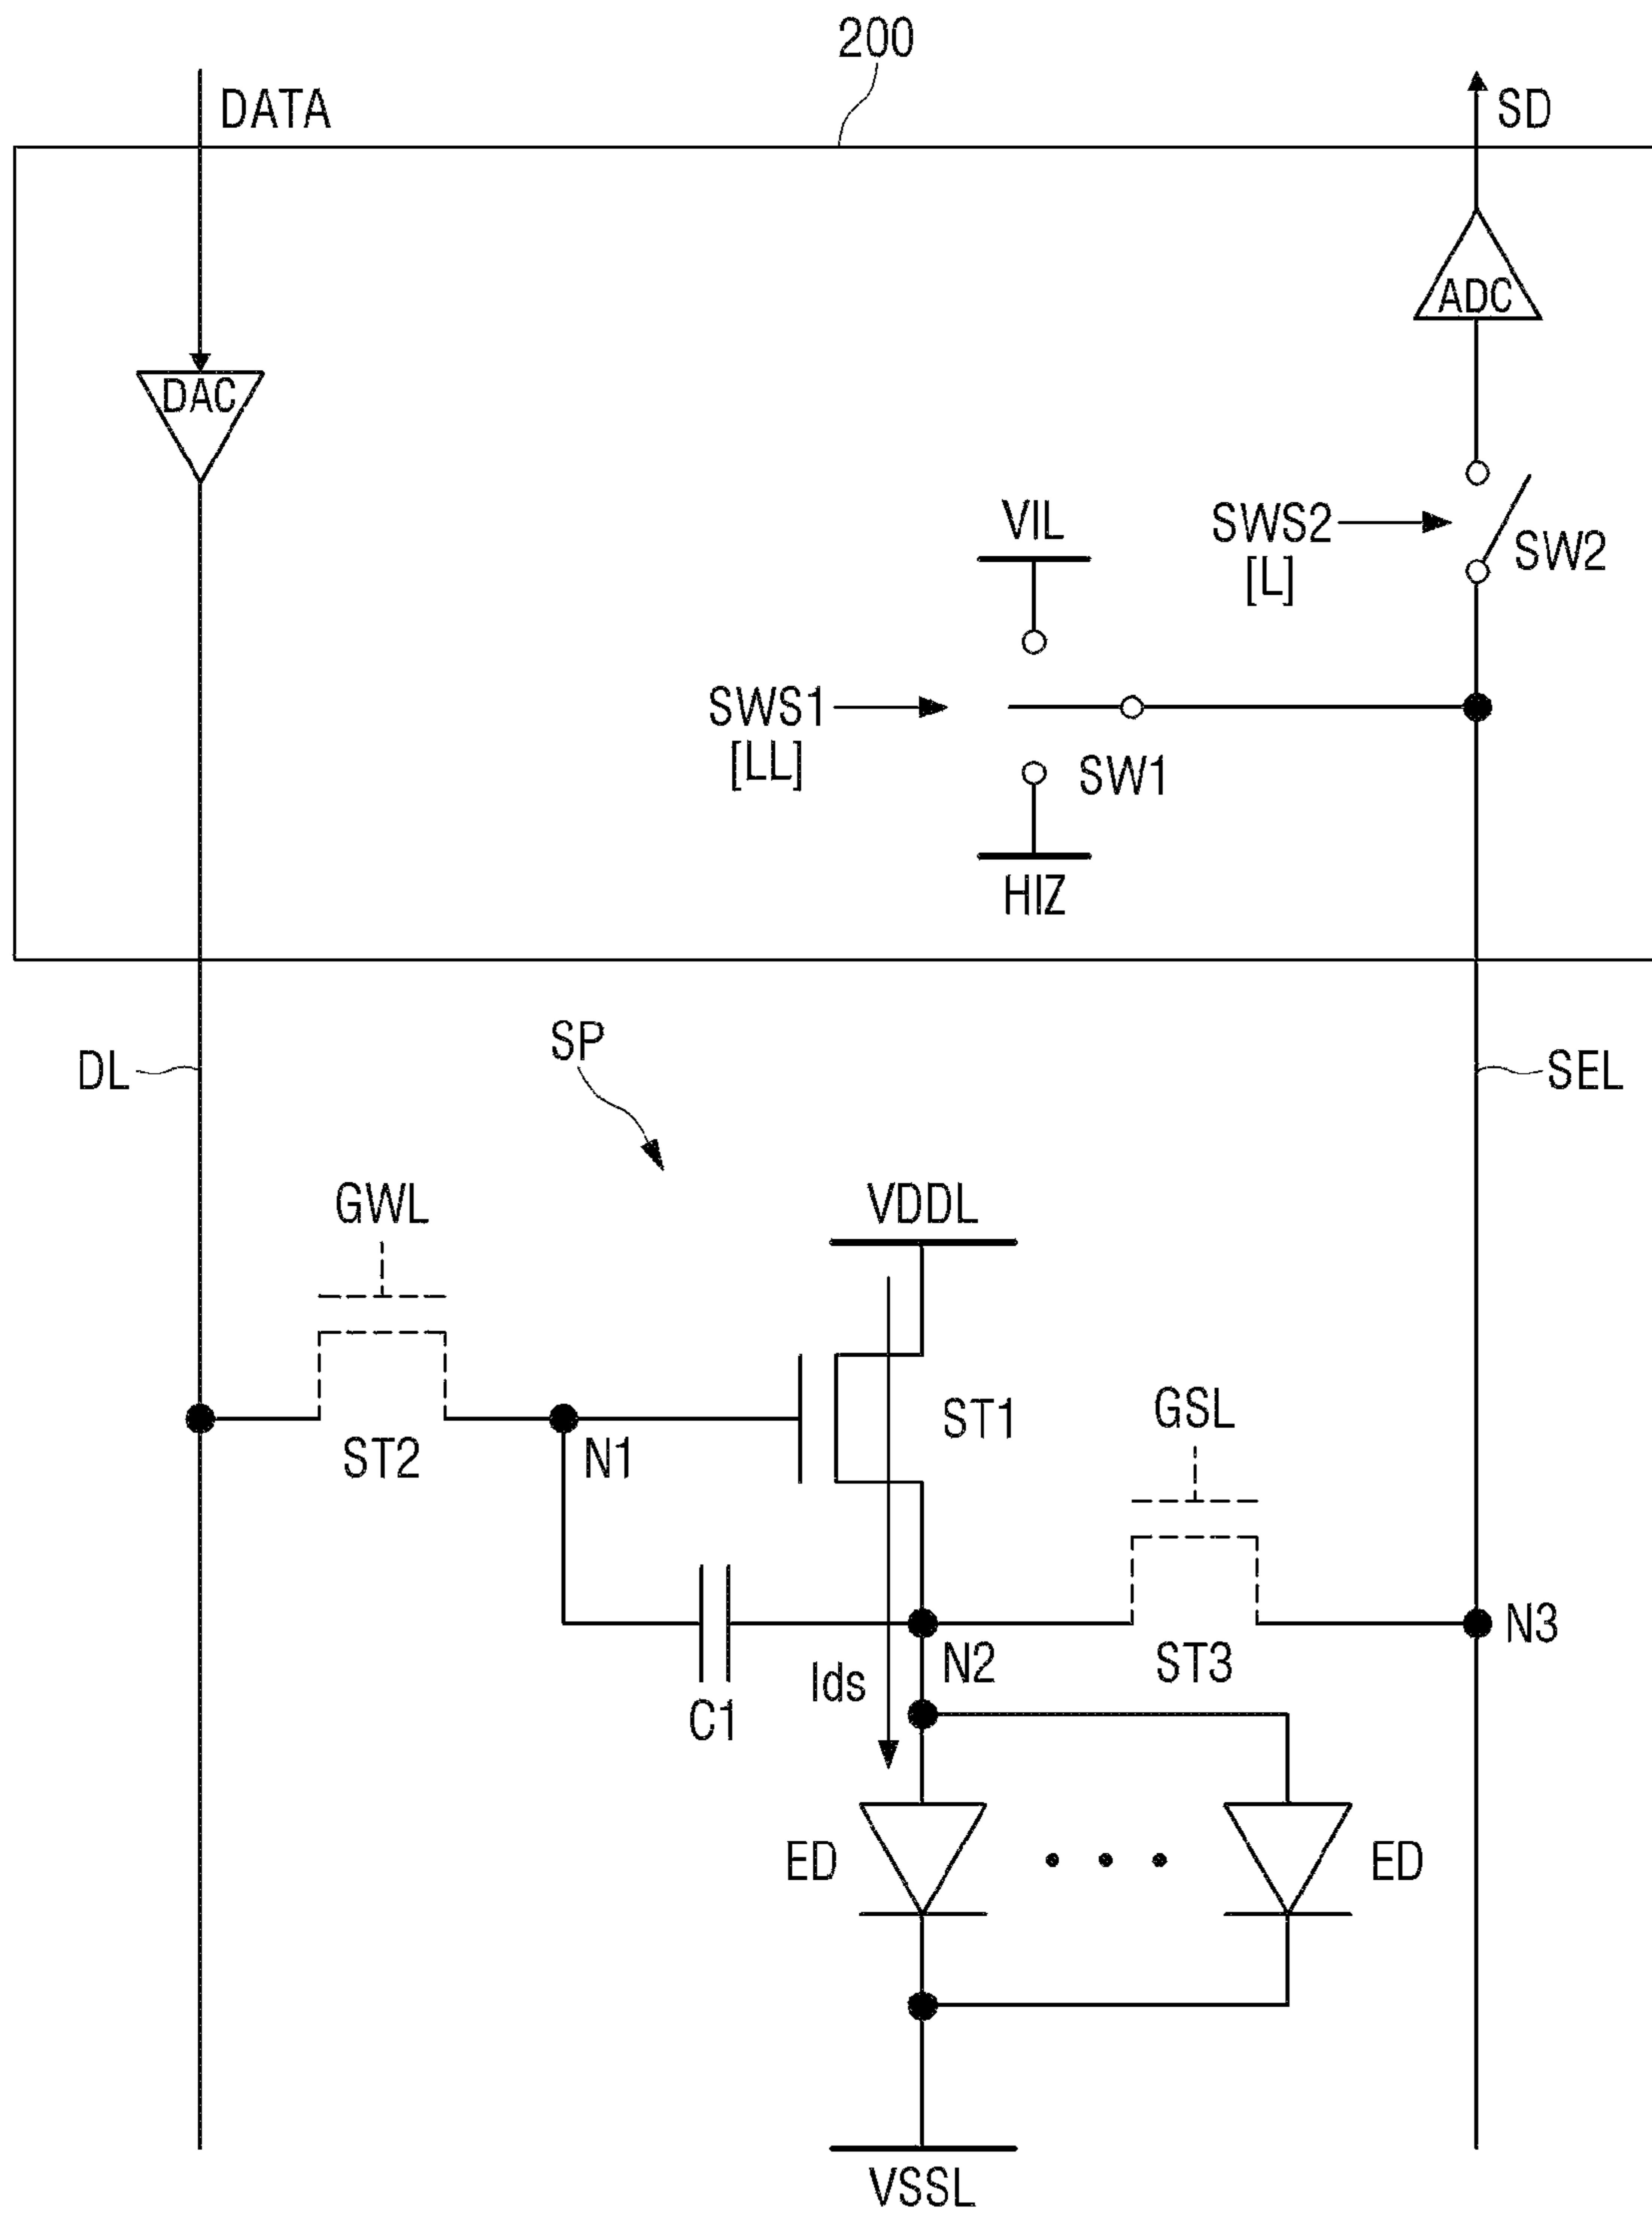 200
DATA
SD
ADC
DAC
VIL
SWS2
[L]
SW2
SWS1
[LL]
SW1
HIZ
DL
SP
SEL
GWL
VDDL
GSL
ST1
ST2
N1
N3
N2
ST3
Ids
C1
ED
ED
VSSL